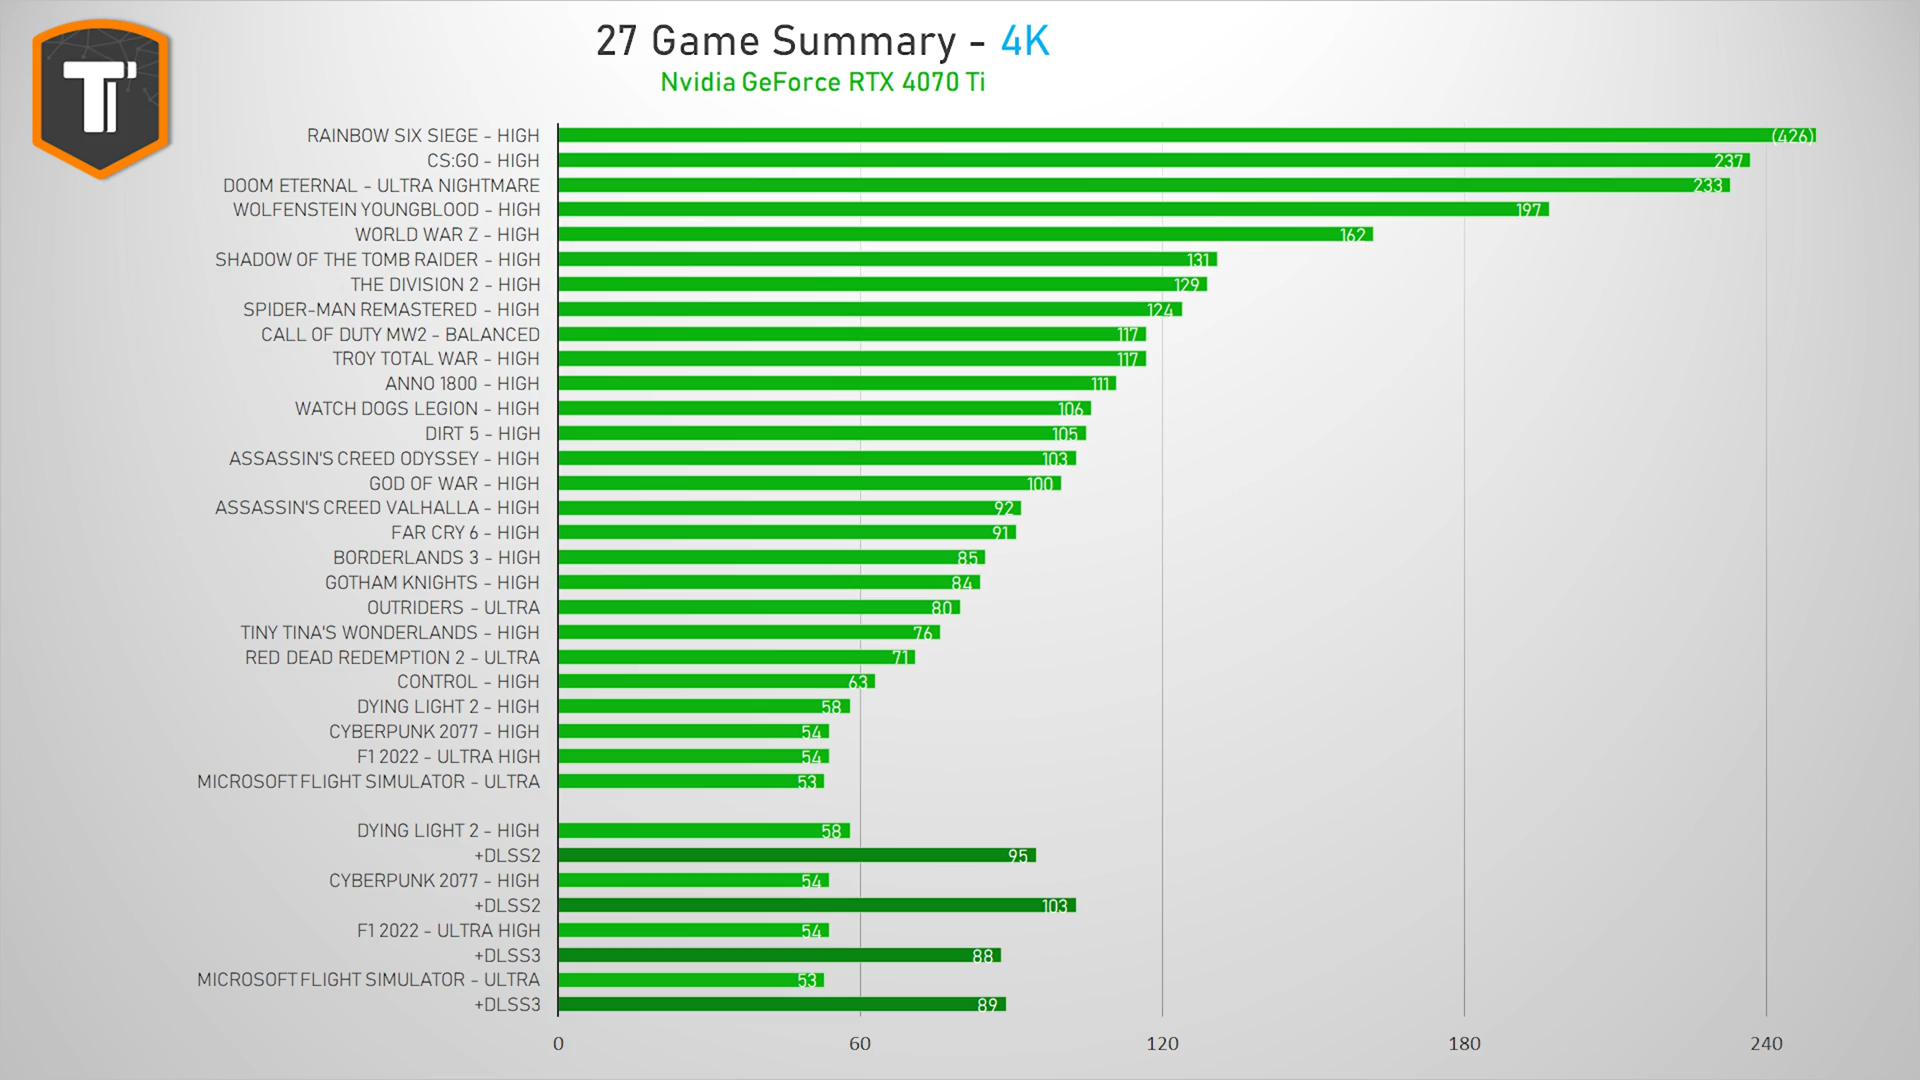 27 Game Summary - 4K
Nvidia GeForce RTX 4070 Ti
RAINBOW SIX SIEGE - HIGH (426)
CS:GO - HIGH 237
DOOM ETERNAL - ULTRA NIGHTMARE 233
WOLFENSTEIN YOUNGBLOOD - HIGH 197
WORLD WAR Z - HIGH 162
SHADOW OF THE TOMB RAIDER - HIGH 131
THE DIVISION 2 - HIGH 129
SPIDER-MAN REMASTERED - HIGH 124
CALL OF DUTY MW2 - BALANCED 117
TROY TOTAL WAR - HIGH 117
ANNO 1800 - HIGH 111
WATCH DOGS LEGION - HIGH 106
DIRT 5 - HIGH 105
ASSASSIN'S CREED ODYSSEY - HIGH 103
GOD OF WAR - HIGH 100
ASSASSIN'S CREED VALHALLA - HIGH 92
FAR CRY 6 - HIGH 91
BORDERLANDS 3 - HIGH 85
GOTHAM KNIGHTS - HIGH 84
OUTRIDERS - ULTRA 80
TINY TINA'S WONDERLANDS - HIGH 76
RED DEAD REDEMPTION 2 - ULTRA 71
CONTROL - HIGH 63
DYING LIGHT 2 - HIGH 58
CYBERPUNK 2077 - HIGH 54
F1 2022 - ULTRA HIGH 54
MICROSOFT FLIGHT SIMULATOR - ULTRA 53
DYING LIGHT 2 - HIGH 58
+DLSS2 95
CYBERPUNK 2077 - HIGH 54
+DLSS2 103
F1 2022 - ULTRA HIGH 54
+DLSS3 88
MICROSOFT FLIGHT SIMULATOR - ULTRA 53
+DLSS3 89
0 60 120 180 240